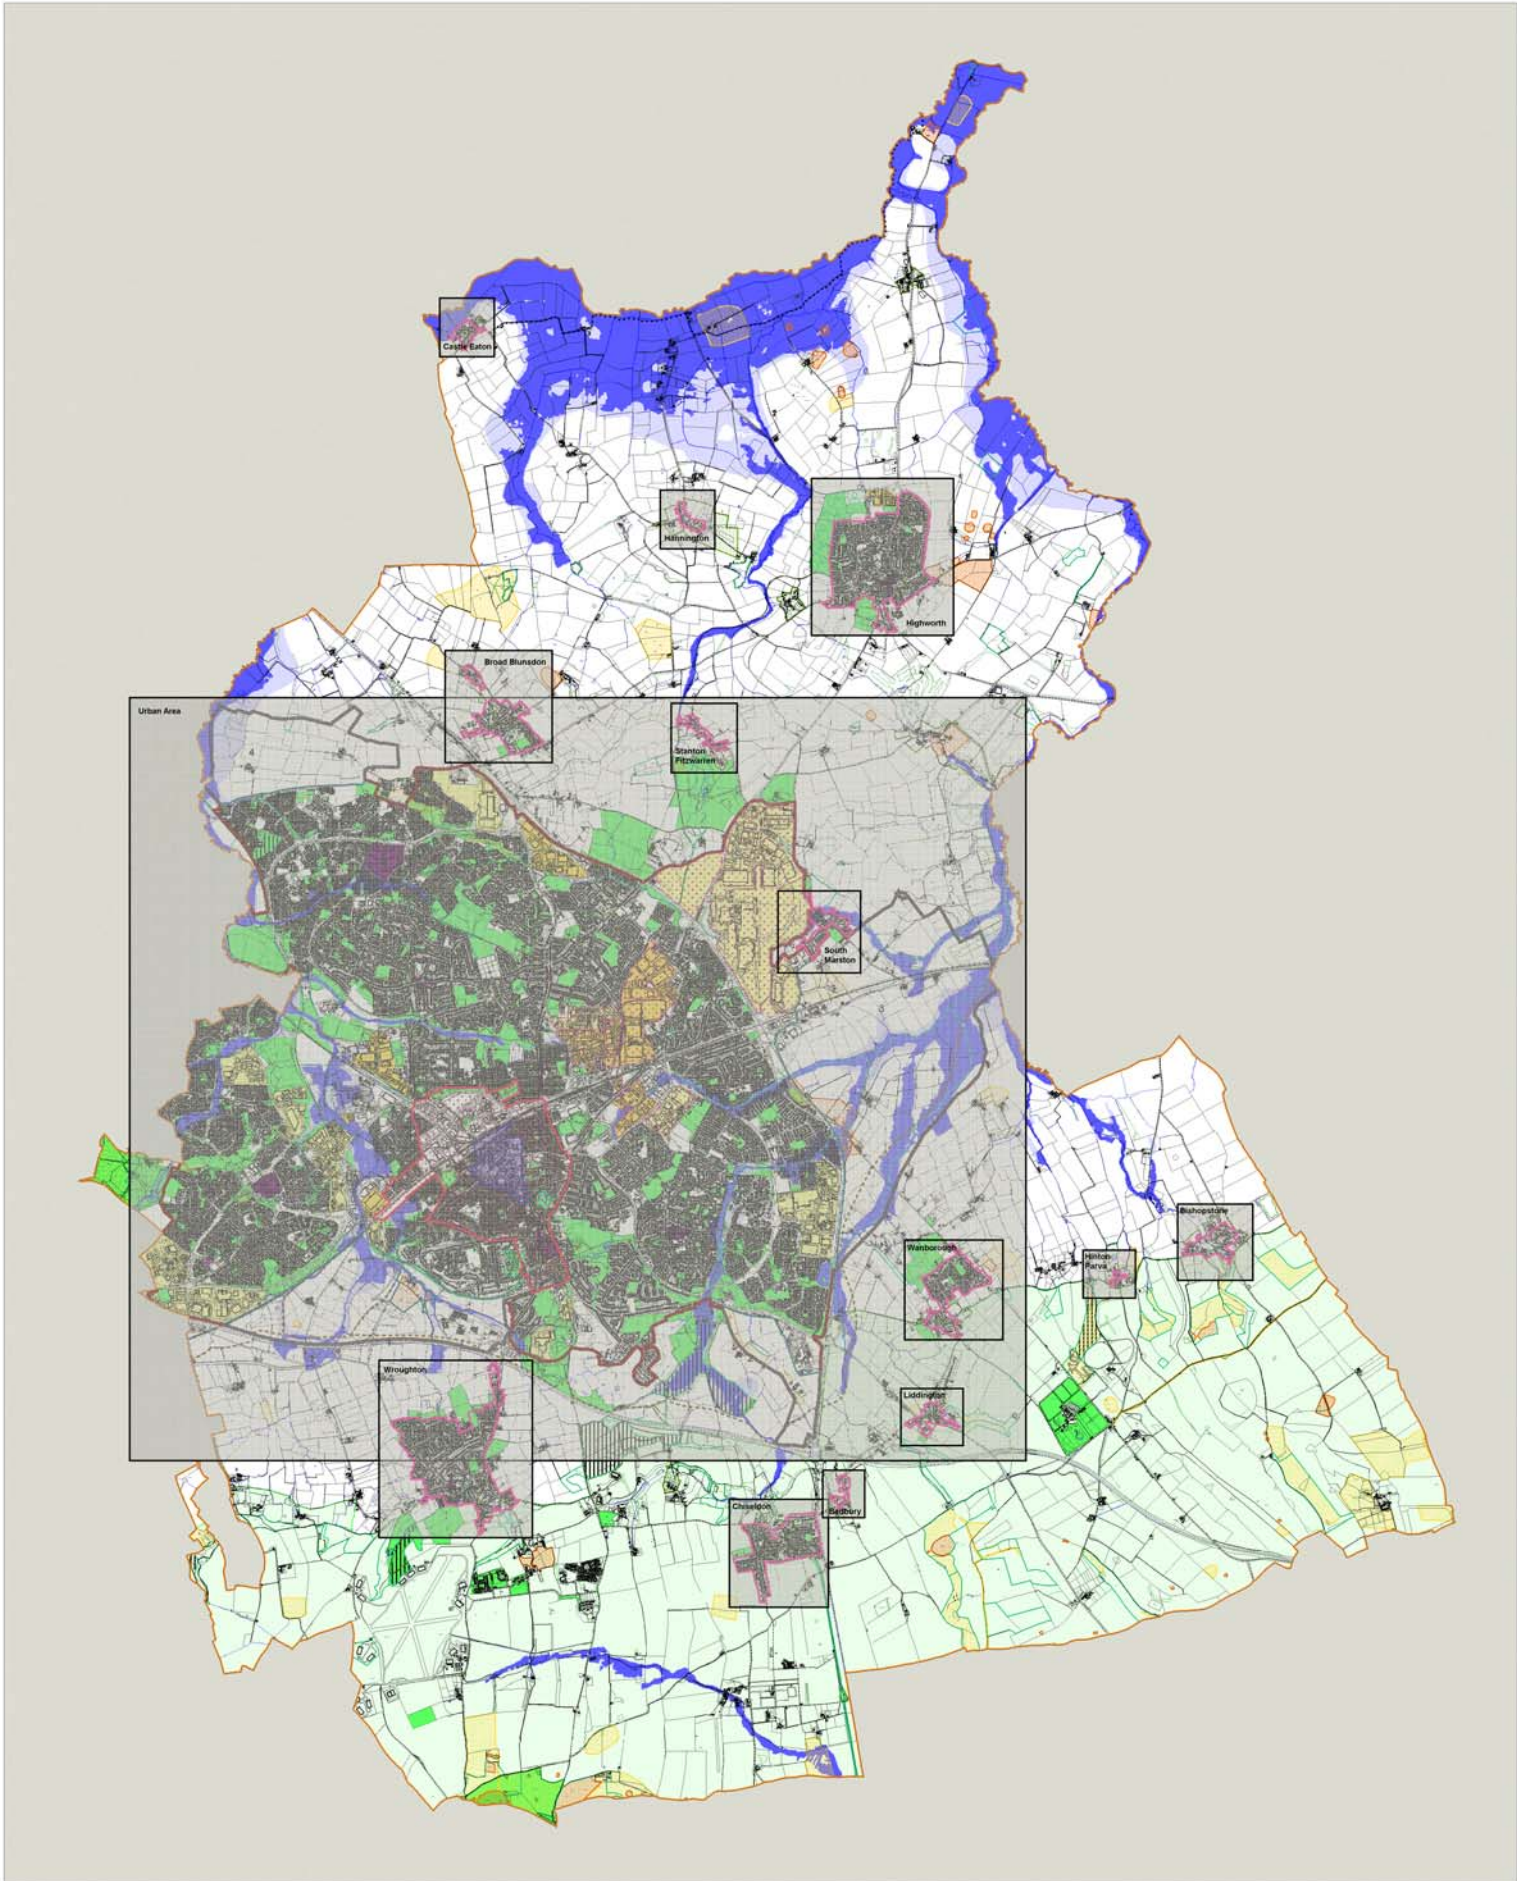 Castle Eaton
Hannington
Highworth
Broad Blunsdon
Urban Area
Stanton
Fitzwarren
South
Marston
Bishopstone
Wanborough
Hinton
Parva
Wroughton
Liddington
Badbury
Chiseldon